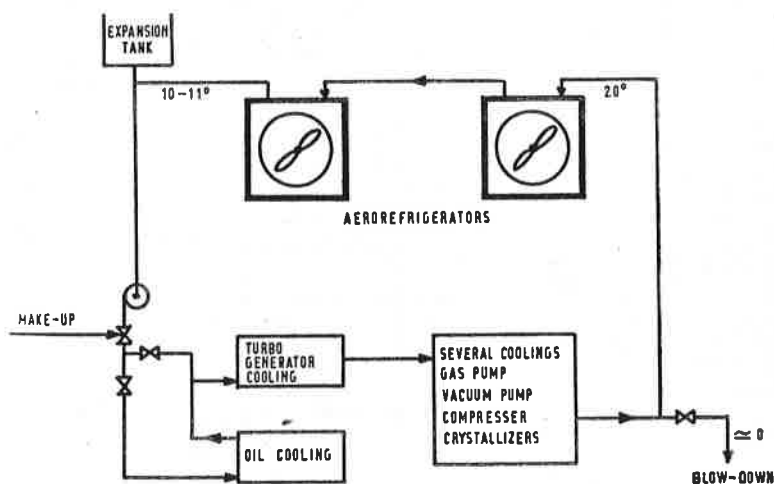 EXPANSION
TANK
10-11°
20°
AEROREFRIGERATORS
MAKE-UP
TURBO
GENERATOR
COOLING
SEVERAL COOLINGS
GAS PUMP
VACUUM PUMP
COMPRESSER
CRYSTALLIZERS
OIL COOLING
≃ 0
BLOW-DOWN